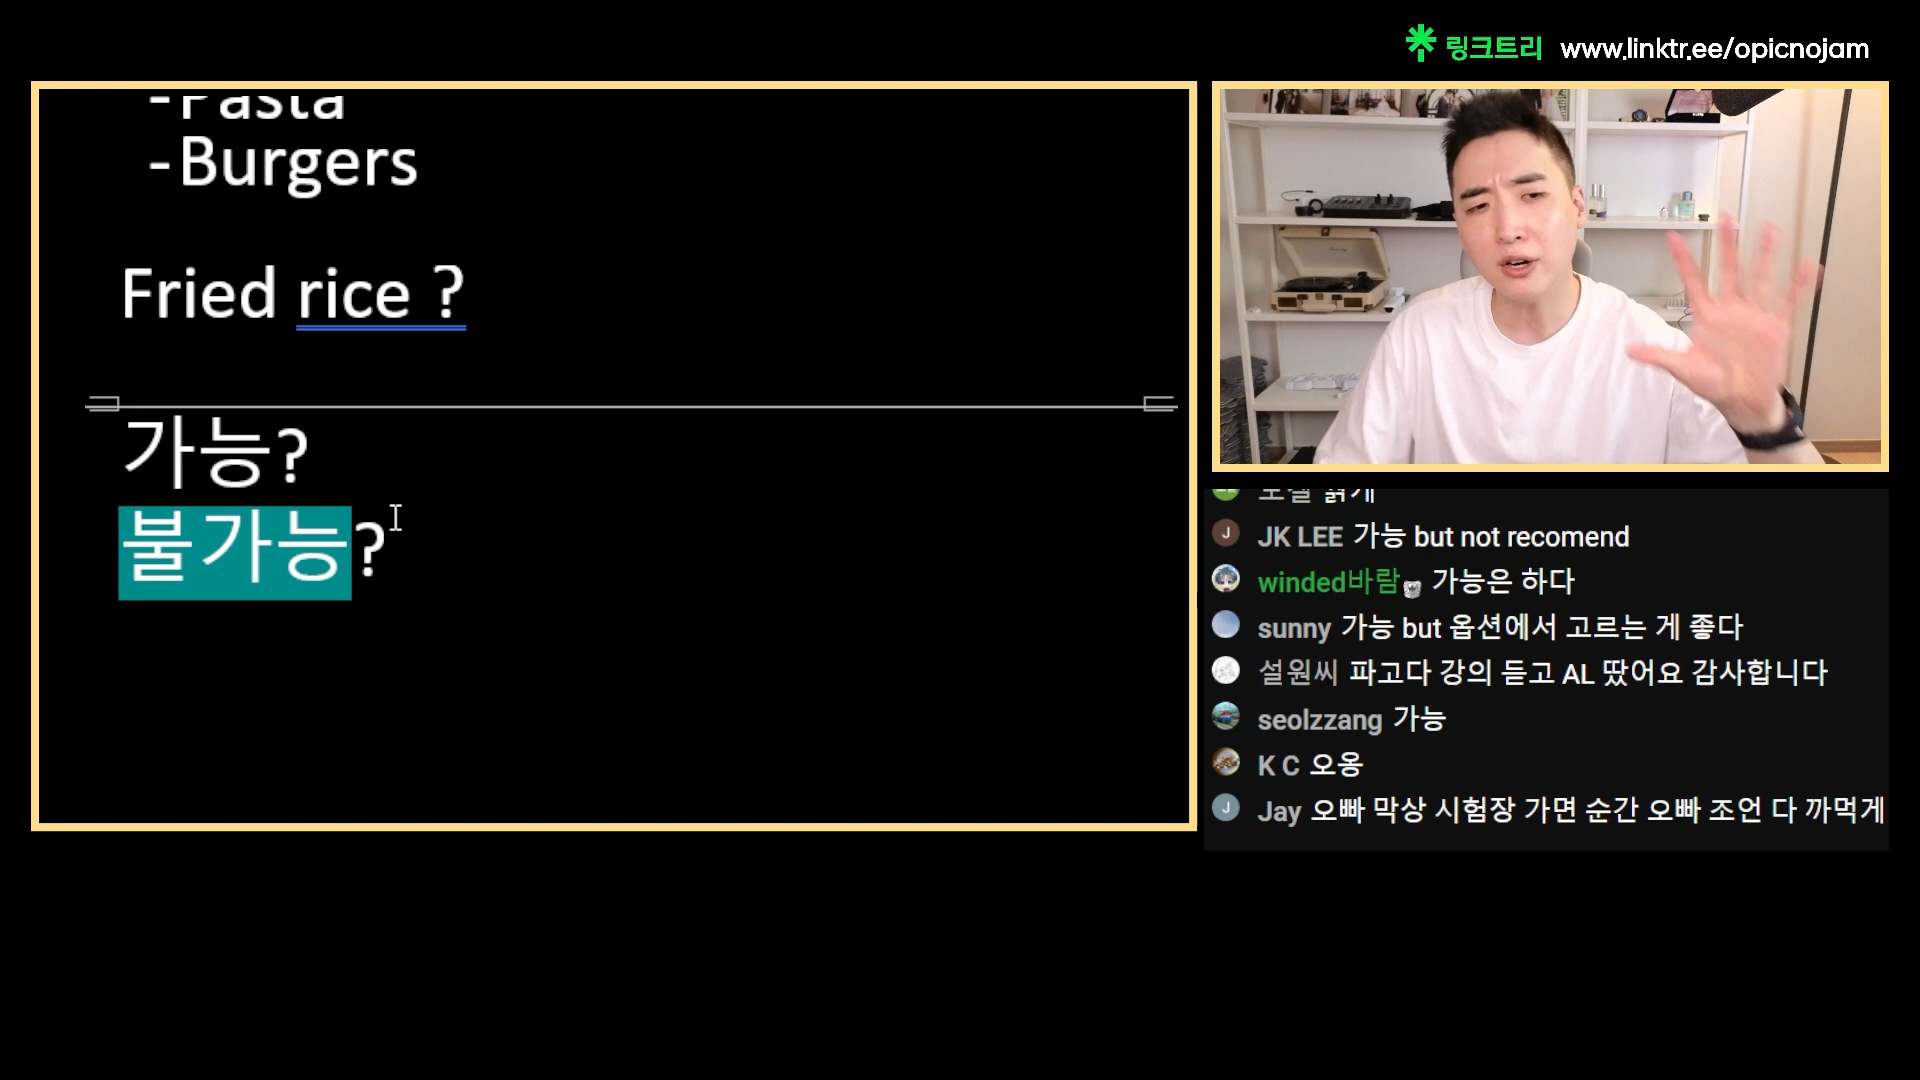 링크트리 www.linktr.ee/opicnojam
-Pasta
-Burgers
Fried rice ?
가능?
불가능?
JK LEE 가능 but not recomend
winded바람 가능은 하다
sunny 가능 but 옵션에서 고르는 게 좋다
설원씨 파고다 강의 듣고 AL 땄어요 감사합니다
seolzzang 가능
K C 오옹
Jay 오빠 막상 시험장 가면 순간 오빠 조언 다 까먹게